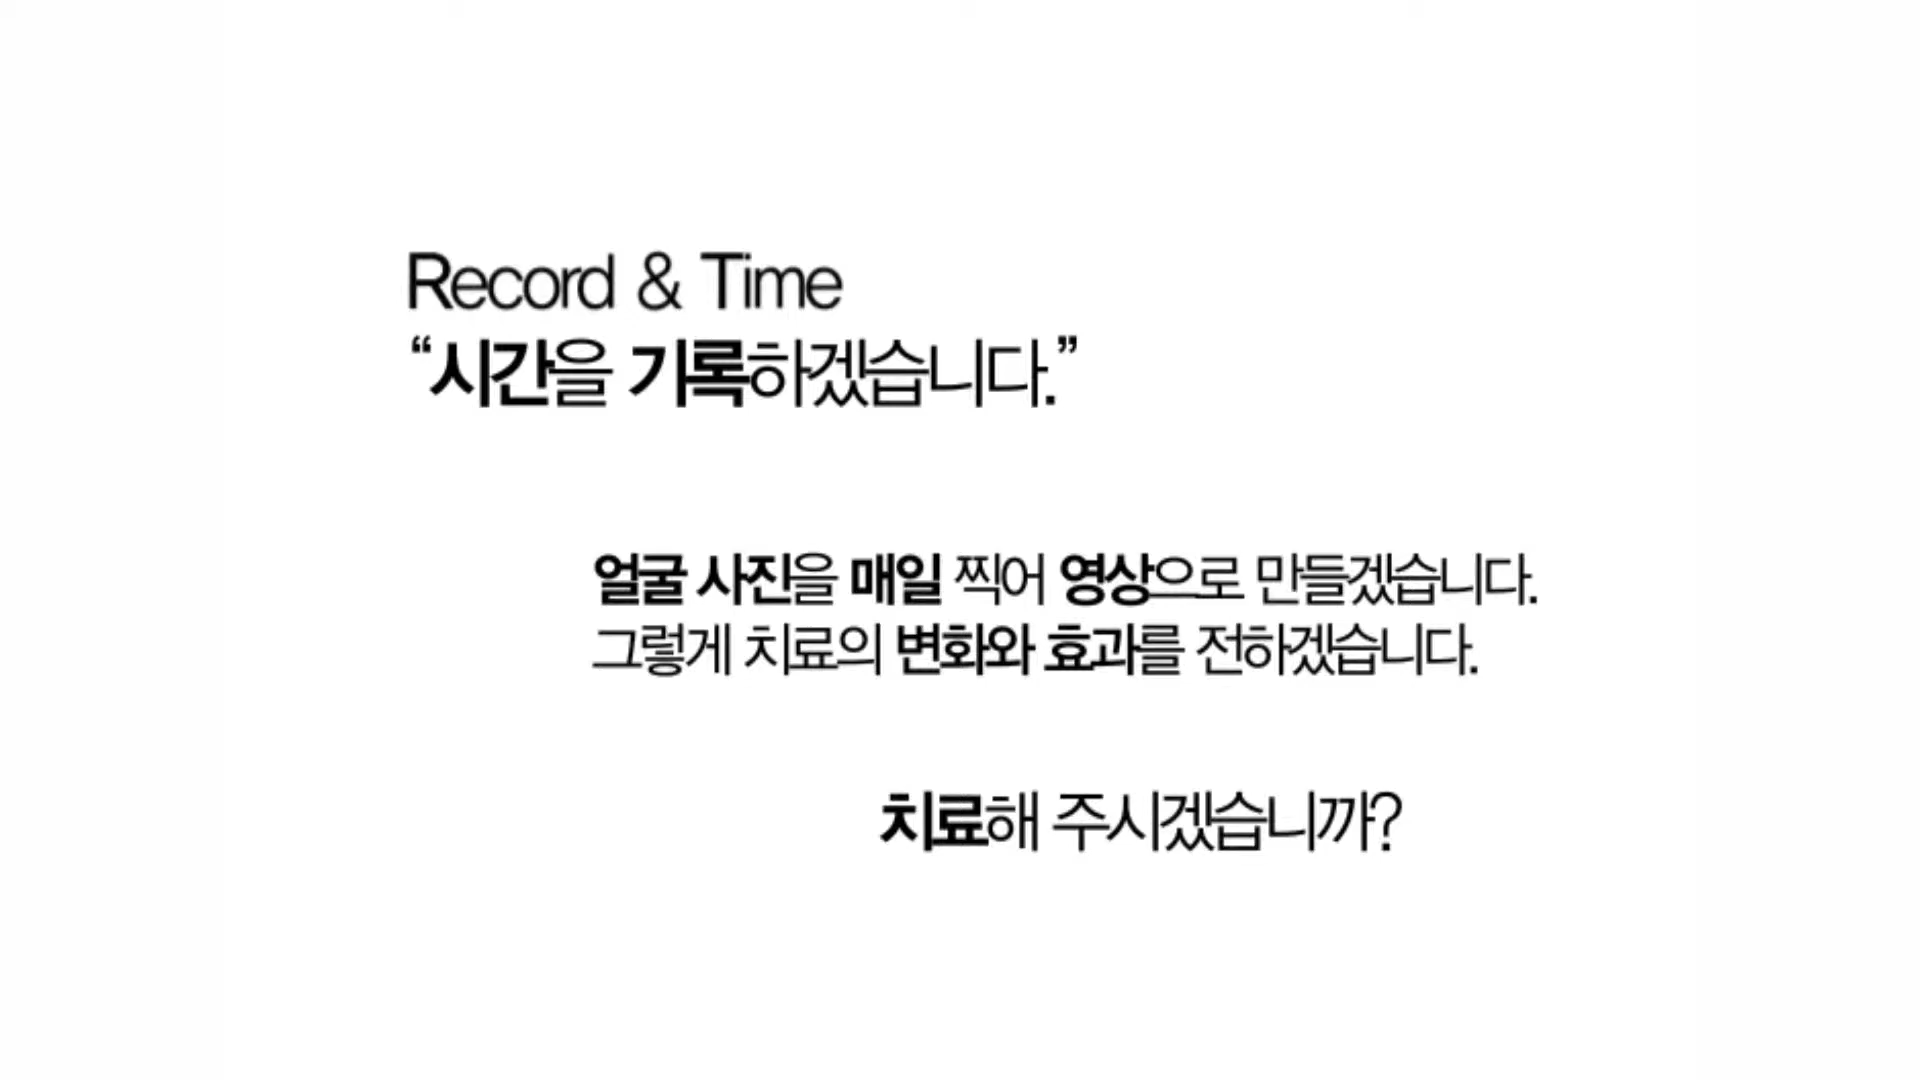 Record & Time
“시간을 기록하겠습니다.”
얼굴 사진을 매일 찍어 영상으로 만들겠습니다.
그렇게 치료의 변화와 효과를 전하겠습니다.
치료해 주시겠습니까?